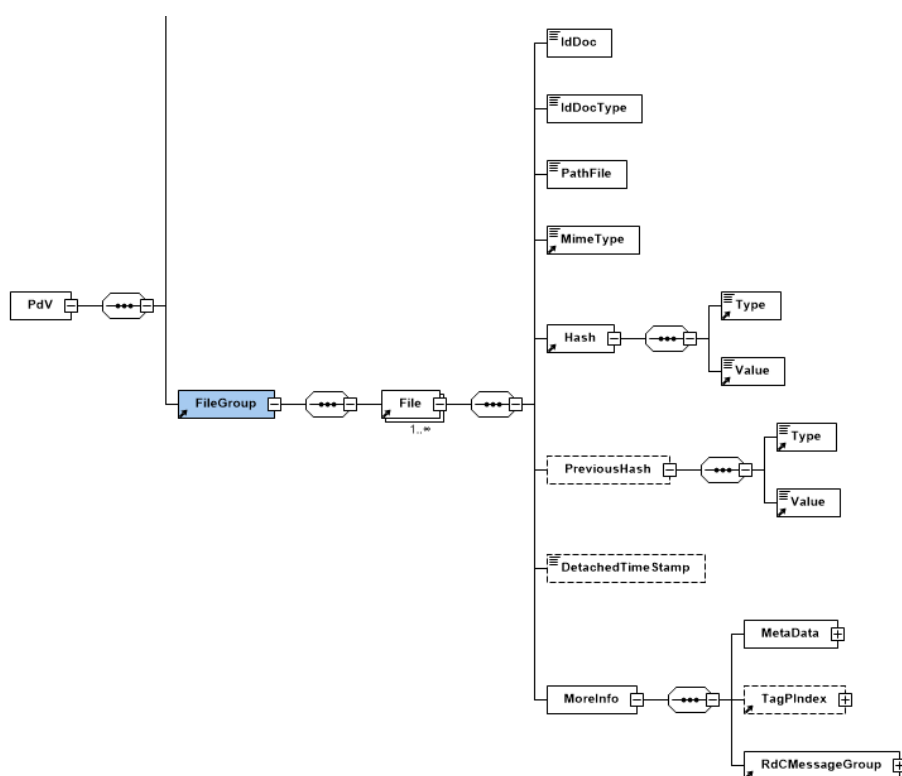 IdDoc
IdDocType
PathFile
MimeType
PdV
Hash
Type
Value
FileGroup
File
1..∞
PreviousHash
Type
Value
DetachedTimeStamp
MoreInfo
MetaData
TagPIndex
RdCMessageGroup